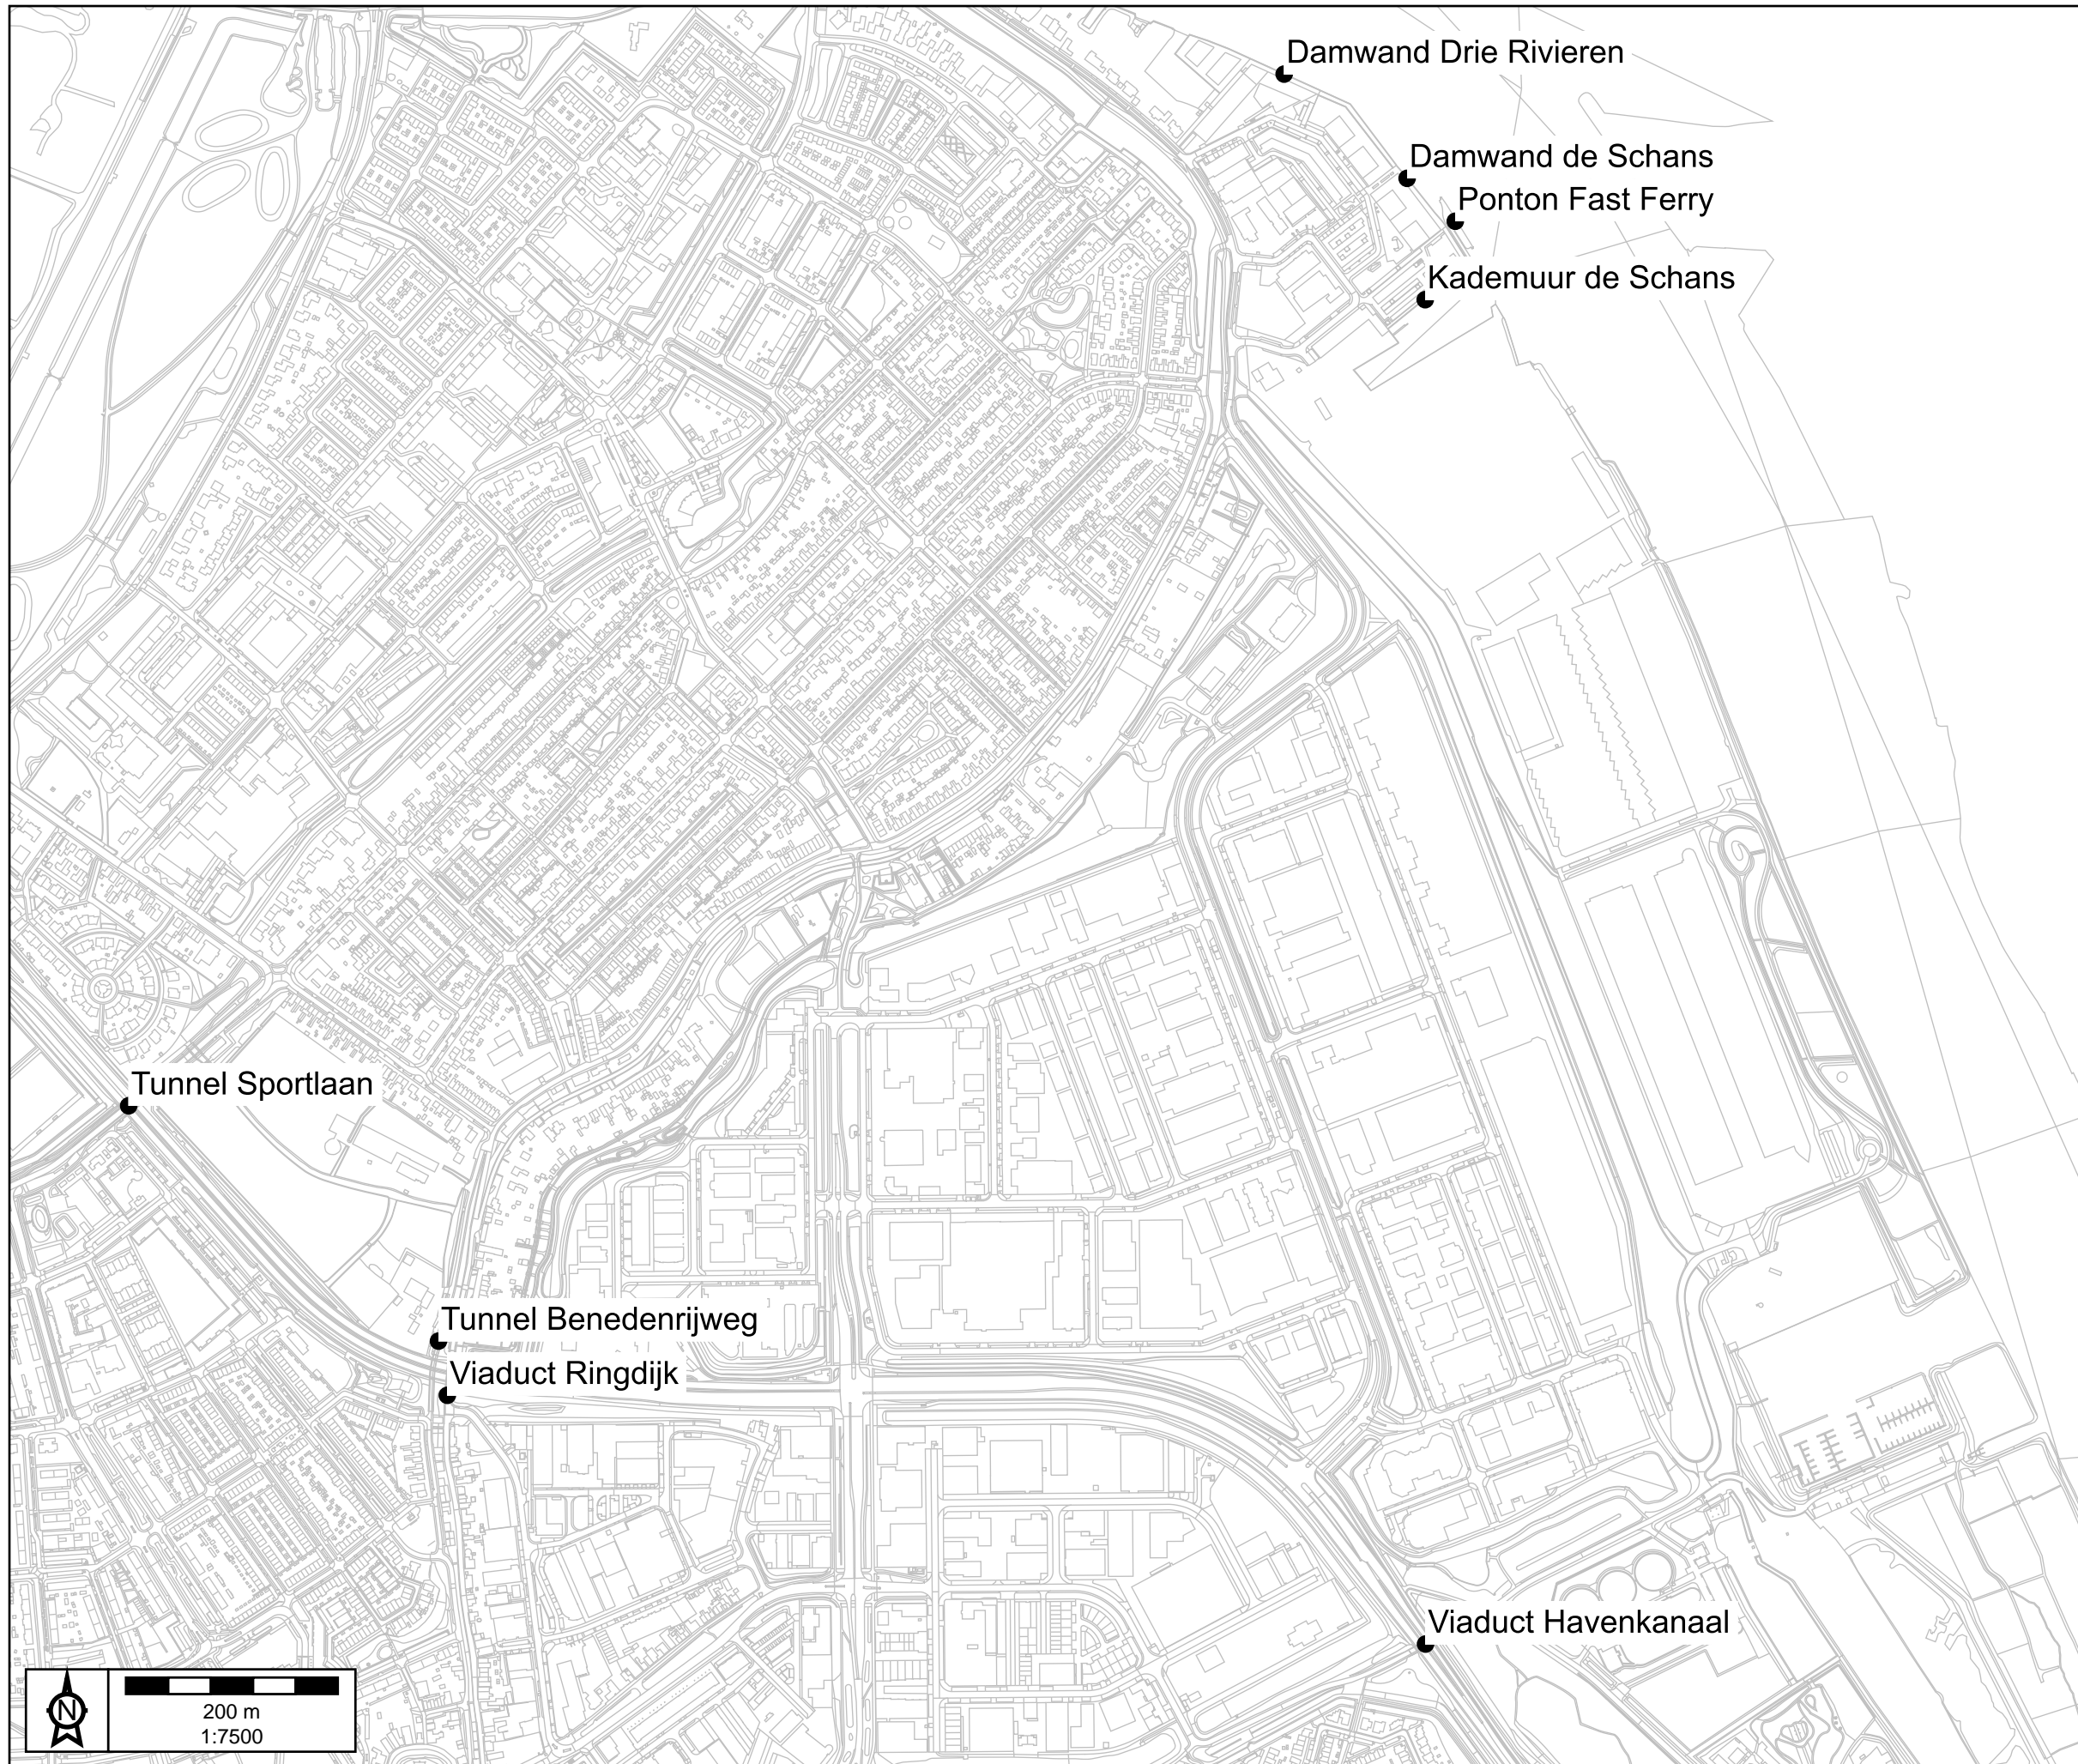 Damwand Drie Rivieren
Damwand de Schans
Ponton Fast Ferry
Kademuur de Schans
Tunnel Sportlaan
Tunnel Benedenrijweg
Viaduct Ringdijk
Viaduct Havenkanaal
N
200 m
1:7500